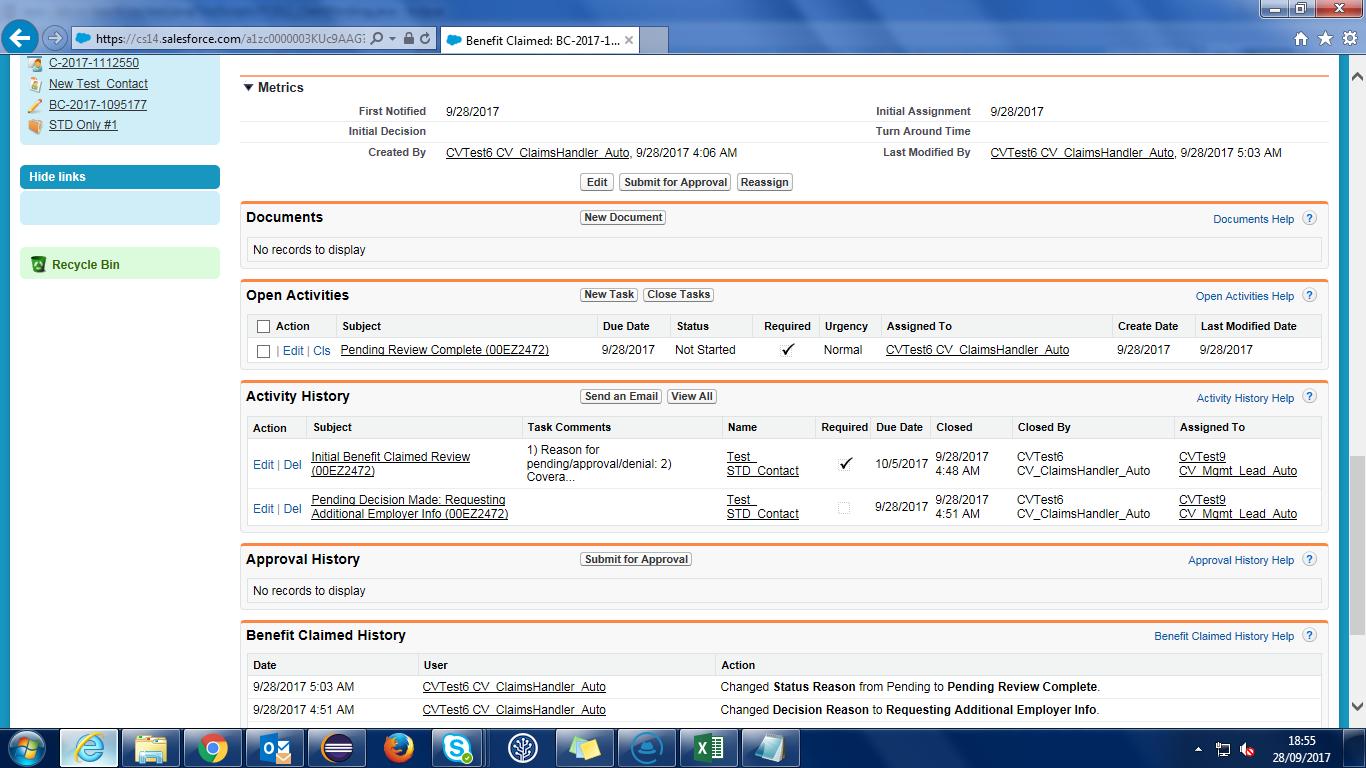 https://cs14.salesforce.com/a1zc0000003KUc9AAG
Benefit Claimed: BC-2017-1...
C-2017-1112550
New Test_Contact
BC-2017-1095177
STD Only #1
Hide links
Recycle Bin
Metrics
First Notified 9/28/2017 Initial Assignment 9/28/2017
Initial Decision Turn Around Time
Created By CVTest6 CV_ClaimsHandler_Auto, 9/28/2017 4:06 AM Last Modified By CVTest6 CV_ClaimsHandler_Auto, 9/28/2017 5:03 AM
Edit Submit for Approval Reassign
Documents New Document Documents Help ?
No records to display
Open Activities New Task Close Tasks Open Activities Help ?
Action Subject Due Date Status Required Urgency Assigned To Create Date Last Modified Date
| Edit | Cls Pending Review Complete (00EZ2472) 9/28/2017 Not Started Normal CVTest6 CV_ClaimsHandler_Auto 9/28/2017 9/28/2017
Activity History Send an Email View All Activity History Help ?
Action Subject Task Comments Name Required Due Date Closed Closed By Assigned To
Edit | Del Initial Benefit Claimed Review (00EZ2472) 1) Reason for pending/approval/denial: 2) Covera... Test_STD_Contact 10/5/2017 9/28/2017 4:48 AM CVTest6 CV_ClaimsHandler_Auto CVTest9 CV_Mgmt_Lead_Auto
Edit | Del Pending Decision Made: Requesting Additional Employer Info (00EZ2472) Test_STD_Contact 9/28/2017 9/28/2017 4:51 AM CVTest6 CV_ClaimsHandler_Auto CVTest9 CV_Mgmt_Lead_Auto
Approval History Submit for Approval Approval History Help ?
No records to display
Benefit Claimed History Benefit Claimed History Help ?
Date User Action
9/28/2017 5:03 AM CVTest6 CV_ClaimsHandler_Auto Changed Status Reason from Pending to Pending Review Complete.
9/28/2017 4:51 AM CVTest6 CV_ClaimsHandler_Auto Changed Decision Reason to Requesting Additional Employer Info.
18:55
28/09/2017